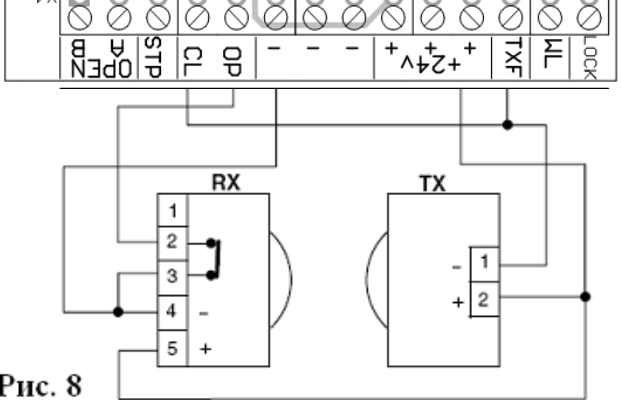 B A STP CL OP - - - + + + TXF WL LOCK
OPEN +24v
RX TX
1
2
3
4 -
5 +
- 1
+ 2
Рис. 8